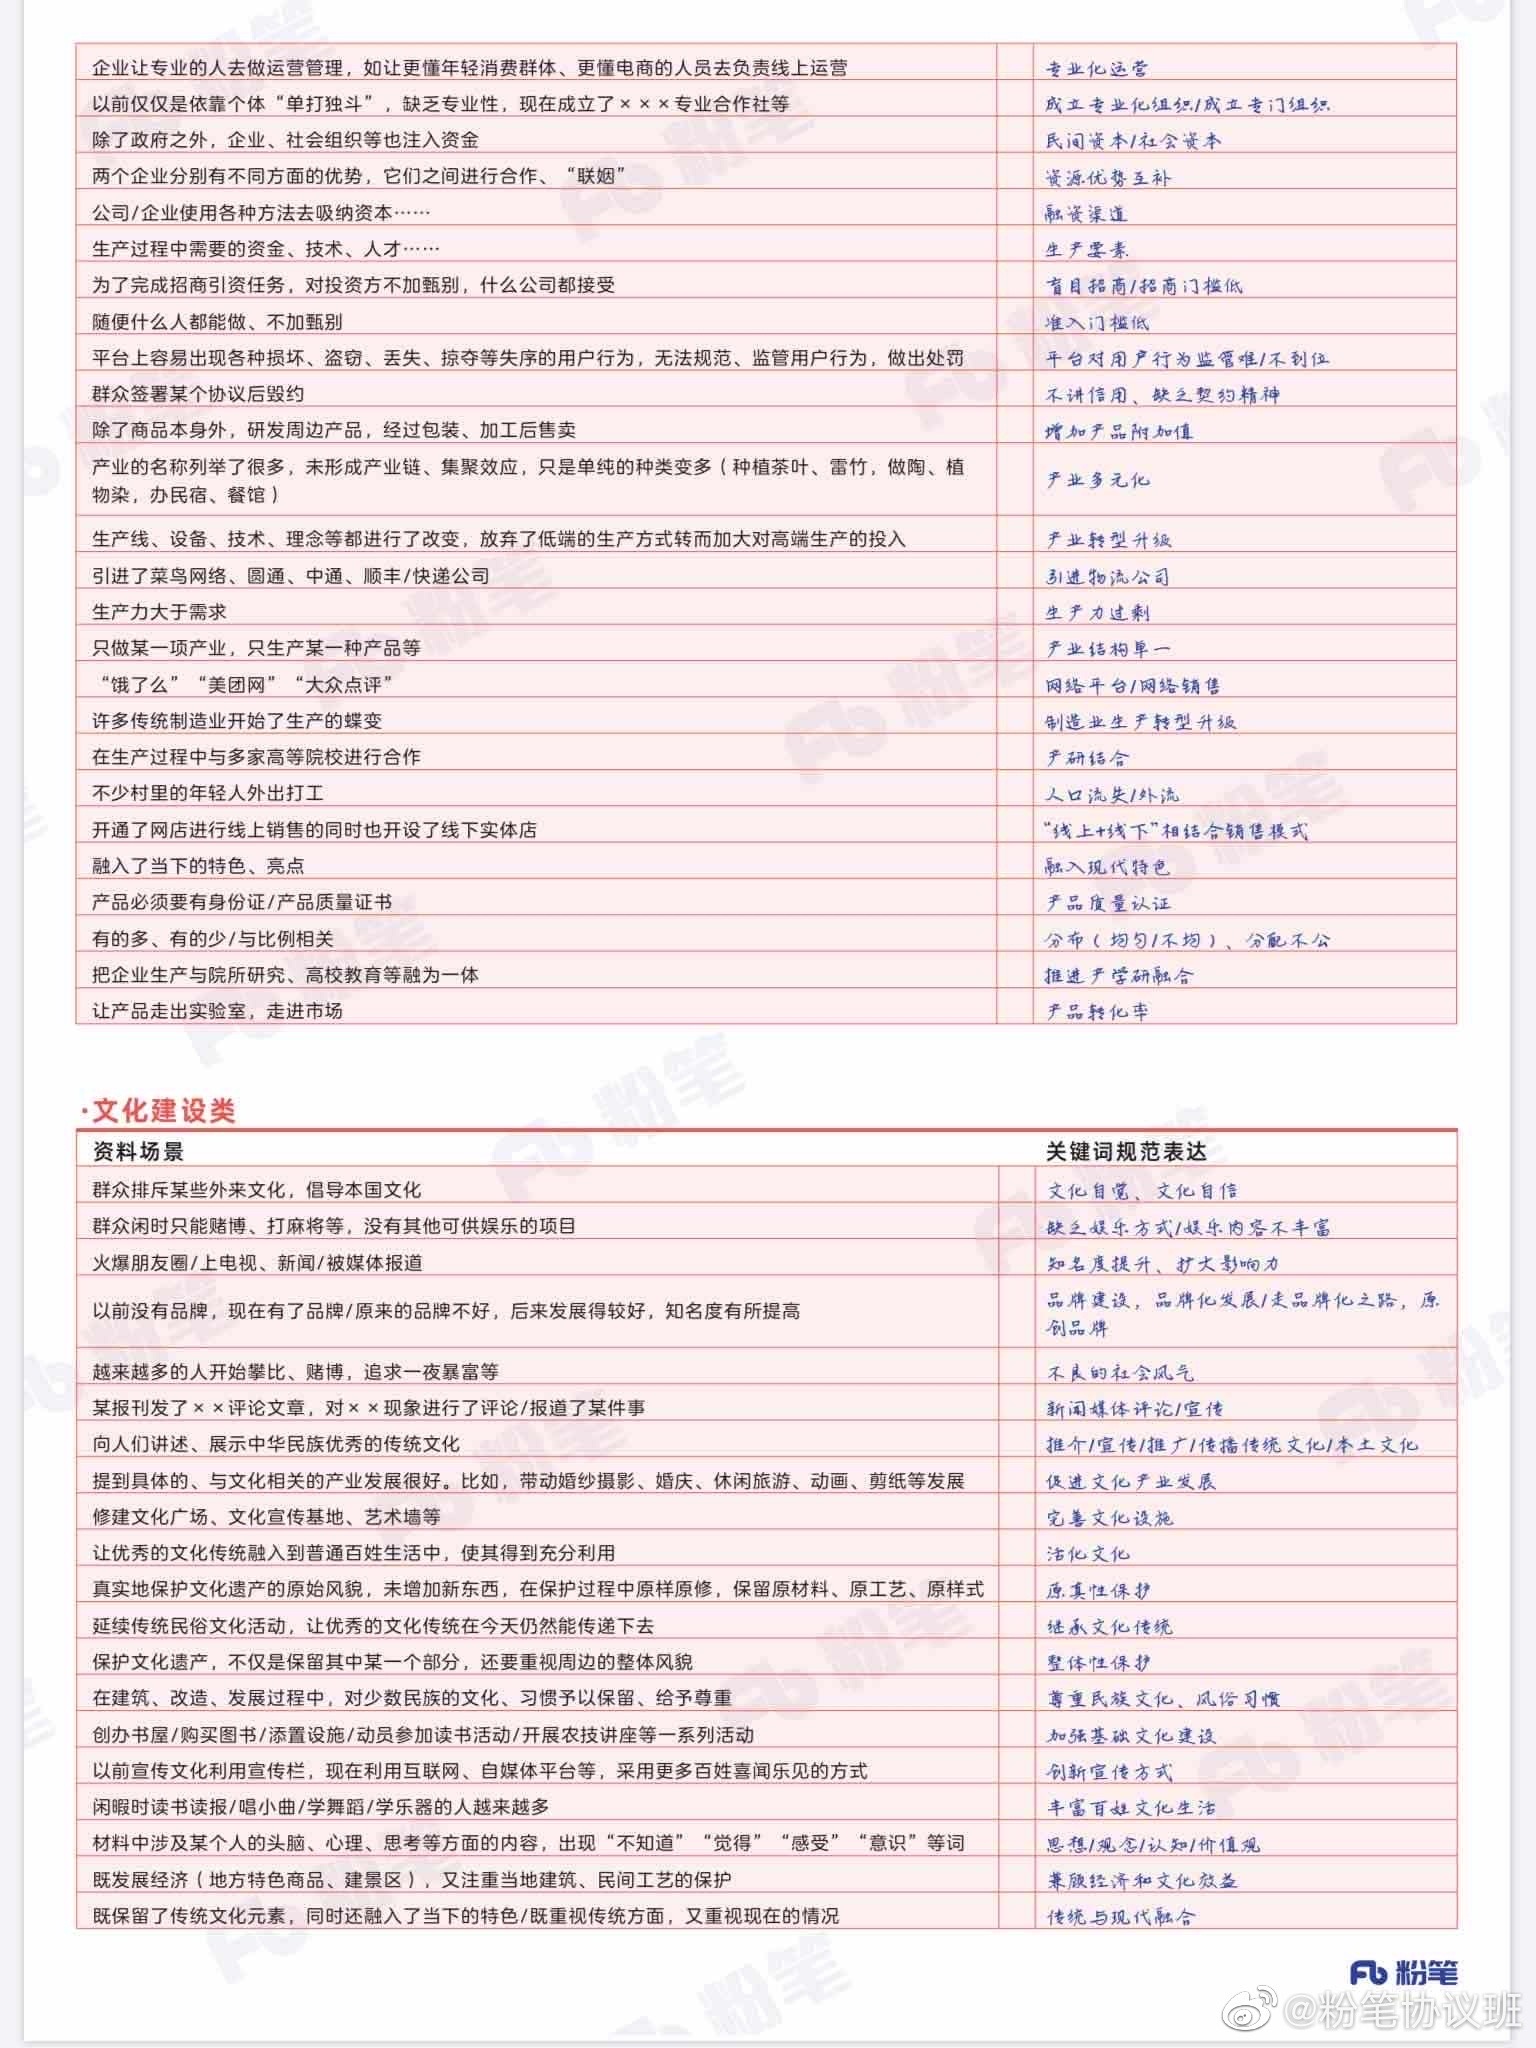 企业让专业的人去做运营管理，如让更懂年轻消费群体、更懂电商的人员去负责线上运营 专业化运营
以前仅仅是依靠个体“单打独斗”，缺乏专业性，现在成立了×××专业合作社等 成立专业化组织/成立专门组织
除了政府之外，企业、社会组织等也注入资金 民间资本/社会资本
两个企业分别有不同方面的优势，它们之间进行合作、“联姻” 资源优势互补
公司/企业使用各种方法去吸纳资本…… 融资渠道
生产过程中需要的资金、技术、人才…… 生产要素
为了完成招商引资任务，对投资方不加甄别，什么公司都接受 盲目招商/招商门槛低
随便什么人都能做、不加甄别 准入门槛低
平台上容易出现各种损坏、盗窃、丢失、掠夺等失序的用户行为，无法规范、监管用户行为，做出处罚 平台对用户行为监管难/不到位
群众签署某个协议后毁约 不讲信用、缺乏契约精神
除了商品本身外，研发周边产品，经过包装、加工后售卖 增加产品附加值
产业的名称列举了很多，未形成产业链、集聚效应，只是单纯的种类变多（种植茶叶、雷竹，做陶、植
物染，办民宿、餐馆） 产业多元化
生产线、设备、技术、理念等都进行了改变，放弃了低端的生产方式转而加大对高端生产的投入 产业转型升级
引进了菜鸟网络、圆通、中通、顺丰/快递公司 引进物流公司
生产力大于需求 生产力过剩
只做某一项产业，只生产某一种产品等 产业结构单一
“饿了么”“美团网”“大众点评” 网络平台/网络销售
许多传统制造业开始了生产的蝶变 制造业生产转型升级
在生产过程中与多家高等院校进行合作 产研结合
不少村里的年轻人外出打工 人口流失/外流
开通了网店进行线上销售的同时也开设了线下实体店 “线上+线下”相结合销售模式
融入了当下的特色、亮点 融入现代特色
产品必须要有身份证/产品质量证书 产品质量认证
有的多、有的少/与比例相关 分布（均匀/不均）、分配不公
把企业生产与院所研究、高校教育等融为一体 推进产学研融合
让产品走出实验室，走进市场 产品转化率
·文化建设类
资料场景 关键词规范表达
群众排斥某些外来文化，倡导本国文化 文化自觉、文化自信
群众闲时只能赌博、打麻将等，没有其他可供娱乐的项目 缺乏娱乐方式/娱乐内容不丰富
火爆朋友圈/上电视、新闻/被媒体报道 知名度提升、扩大影响力
以前没有品牌，现在有了品牌/原来的品牌不好，后来发展得较好，知名度有所提高 品牌建设，品牌化发展/走品牌化之路，原
创品牌
越来越多的人开始攀比、赌博，追求一夜暴富等 不良的社会风气
某报刊发了××评论文章，对××现象进行了评论/报道了某件事 新闻媒体评论/宣传
向人们讲述、展示中华民族优秀的传统文化 推介/宣传/推广/传播传统文化/本土文化
提到具体的、与文化相关的产业发展很好。比如，带动婚纱摄影、婚庆、休闲旅游、动画、剪纸等发展 促进文化产业发展
修建文化广场、文化宣传基地、艺术墙等 完善文化设施
让优秀的文化传统融入到普通百姓生活中，使其得到充分利用 活化文化
真实地保护文化遗产的原始风貌，未增加新东西，在保护过程中原样原修，保留原材料、原工艺、原样式 原真性保护
延续传统民俗文化活动，让优秀的文化传统在今天仍然能传递下去 继承文化传统
保护文化遗产，不仅是保留其中某一个部分，还要重视周边的整体风貌 整体性保护
在建筑、改造、发展过程中，对少数民族的文化、习惯予以保留、给予尊重 尊重民族文化、风俗习惯
创办书屋/购买图书/添置设施/动员参加读书活动/开展农技讲座等一系列活动 加强基础文化建设
以前宣传文化利用宣传栏，现在利用互联网、自媒体平台等，采用更多百姓喜闻乐见的方式 创新宣传方式
闲暇时读书读报/唱小曲/学舞蹈/学乐器的人越来越多 丰富百姓文化生活
材料中涉及某个人的头脑、心理、思考等方面的内容，出现“不知道”“觉得”“感受”“意识”等词 思想/观念/认知/价值观
既发展经济（地方特色商品、建景区），又注重当地建筑、民间工艺的保护 兼顾经济和文化效益
既保留了传统文化元素，同时还融入了当下的特色/既重视传统方面，又重视现在的情况 传统与现代融合
Fb 粉笔
@粉笔协议班